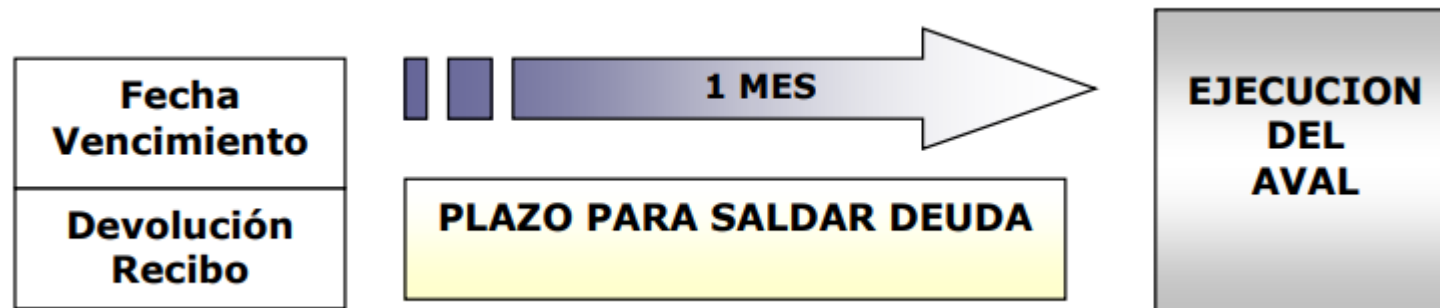 Fecha
Vencimiento
Devolución
Recibo
1 MES
PLAZO PARA SALDAR DEUDA
EJECUCION
DEL
AVAL